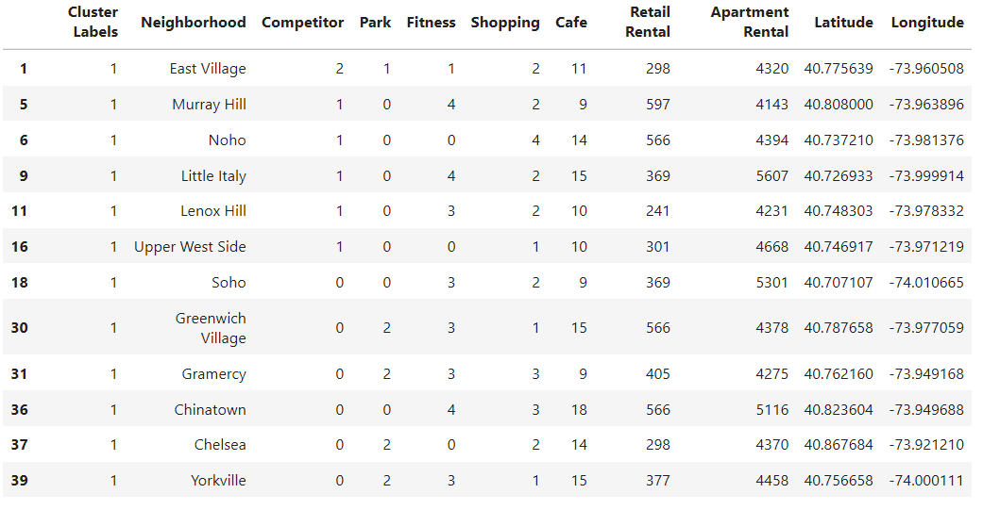 Cluster Labels Neighborhood Competitor Park Fitness Shopping Cafe Retail Rental Apartment Rental Latitude Longitude
1 1 East Village 2 1 1 2 11 298 4320 40.775639 -73.960508
5 1 Murray Hill 1 0 4 2 9 597 4143 40.808000 -73.963896
6 1 Noho 1 0 0 4 14 566 4394 40.737210 -73.981376
9 1 Little Italy 1 0 4 2 15 369 5607 40.726933 -73.999914
11 1 Lenox Hill 1 0 3 2 10 241 4231 40.748303 -73.978332
16 1 Upper West Side 1 0 0 1 10 301 4668 40.746917 -73.971219
18 1 Soho 0 0 3 2 9 369 5301 40.707107 -74.010665
30 1 Greenwich Village 0 2 3 1 15 566 4378 40.787658 -73.977059
31 1 Gramercy 0 2 3 3 9 405 4275 40.762160 -73.949168
36 1 Chinatown 0 0 4 3 18 566 5116 40.823604 -73.949688
37 1 Chelsea 0 2 0 2 14 298 4370 40.867684 -73.921210
39 1 Yorkville 0 2 3 1 15 377 4458 40.756658 -74.000111